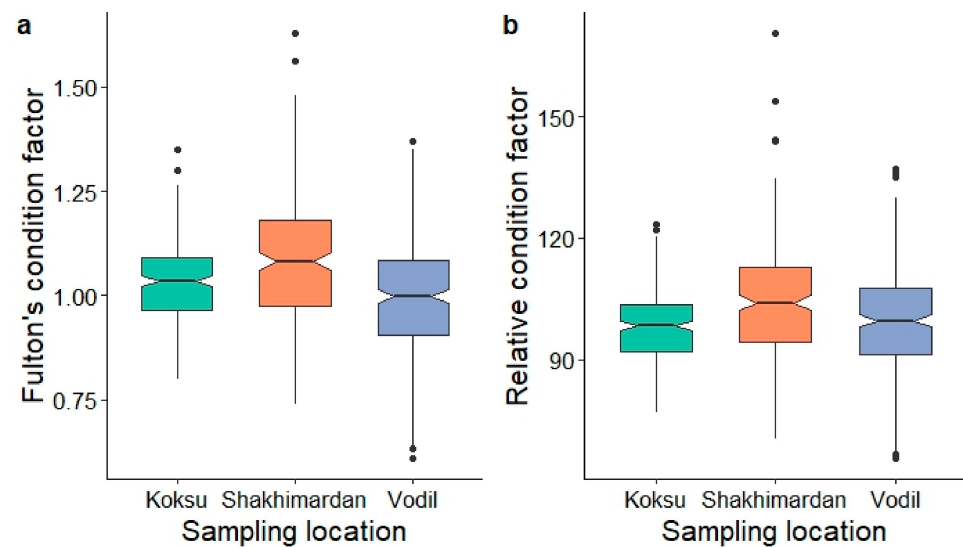 a
Fulton's condition factor
1.50
1.25
1.00
0.75
Koksu Shakhimardan Vodil
Sampling location
b
Relative condition factor
150
120
90
Koksu Shakhimardan Vodil
Sampling location